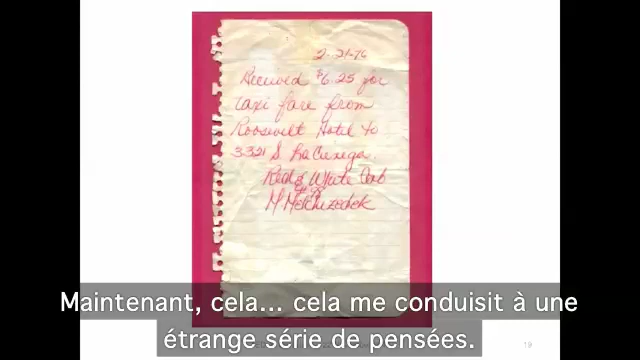 2-21-76
Received $6.25 for
taxi fare from
Roosevelt Hotel to
3321 S La Cienega.
Red & White Cab
M Melchizedek
Maintenant, cela... cela me conduisit à une
étrange série de pensées.
19